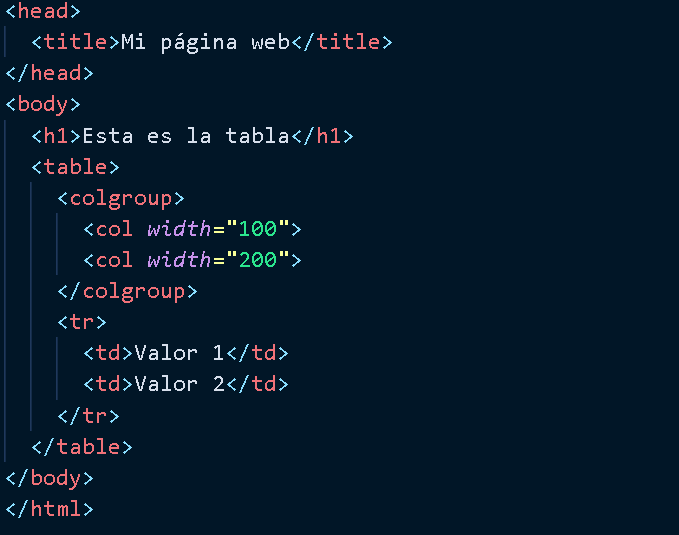 <head>
<title>Mi página web</title>
</head>
<body>
<h1>Esta es la tabla</h1>
<table>
<colgroup>
<col width="100">
<col width="200">
</colgroup>
<tr>
<td>Valor 1</td>
<td>Valor 2</td>
</tr>
</table>
</body>
</html>